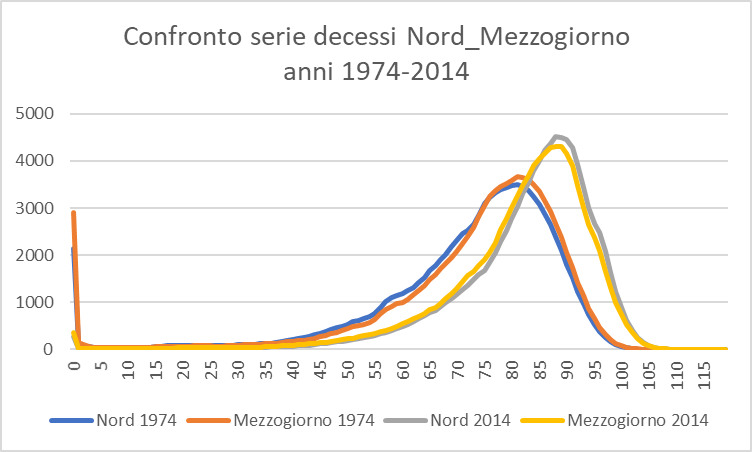 Confronto serie decessi Nord_Mezzogiorno
anni 1974-2014
5000
4000
3000
2000
1000
0
0 5 10 15 20 25 30 35 40 45 50 55 60 65 70 75 80 85 90 95 100 105 110 115
Nord 1974 Mezzogiorno 1974 Nord 2014 Mezzogiorno 2014